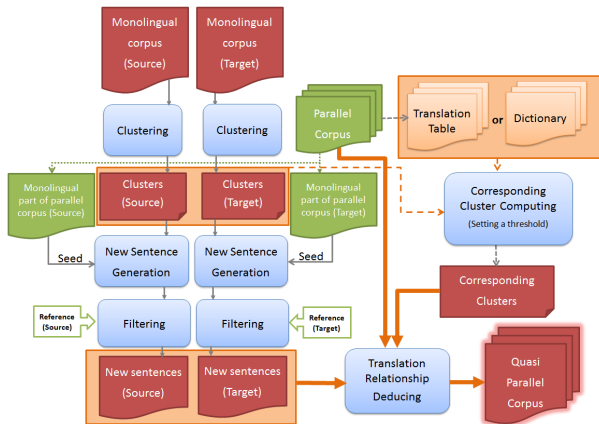 Monolingual
corpus
(Source)
Monolingual
corpus
(Target)
Clustering
Clustering
Parallel
Corpus
Translation
Table
or
Dictionary
Monolingual
part of parallel
corpus (Source)
Clusters
(Source)
Clusters
(Target)
Monolingual
part of parallel
corpus (Target)
Corresponding
Cluster Computing
(Setting a threshold)
Seed
New Sentence
Generation
New Sentence
Generation
Seed
Corresponding
Clusters
Reference
(Source)
Filtering
Filtering
Reference
(Target)
New sentences
(Source)
New sentences
(Target)
Translation
Relationship
Deducing
Quasi
Parallel
Corpus